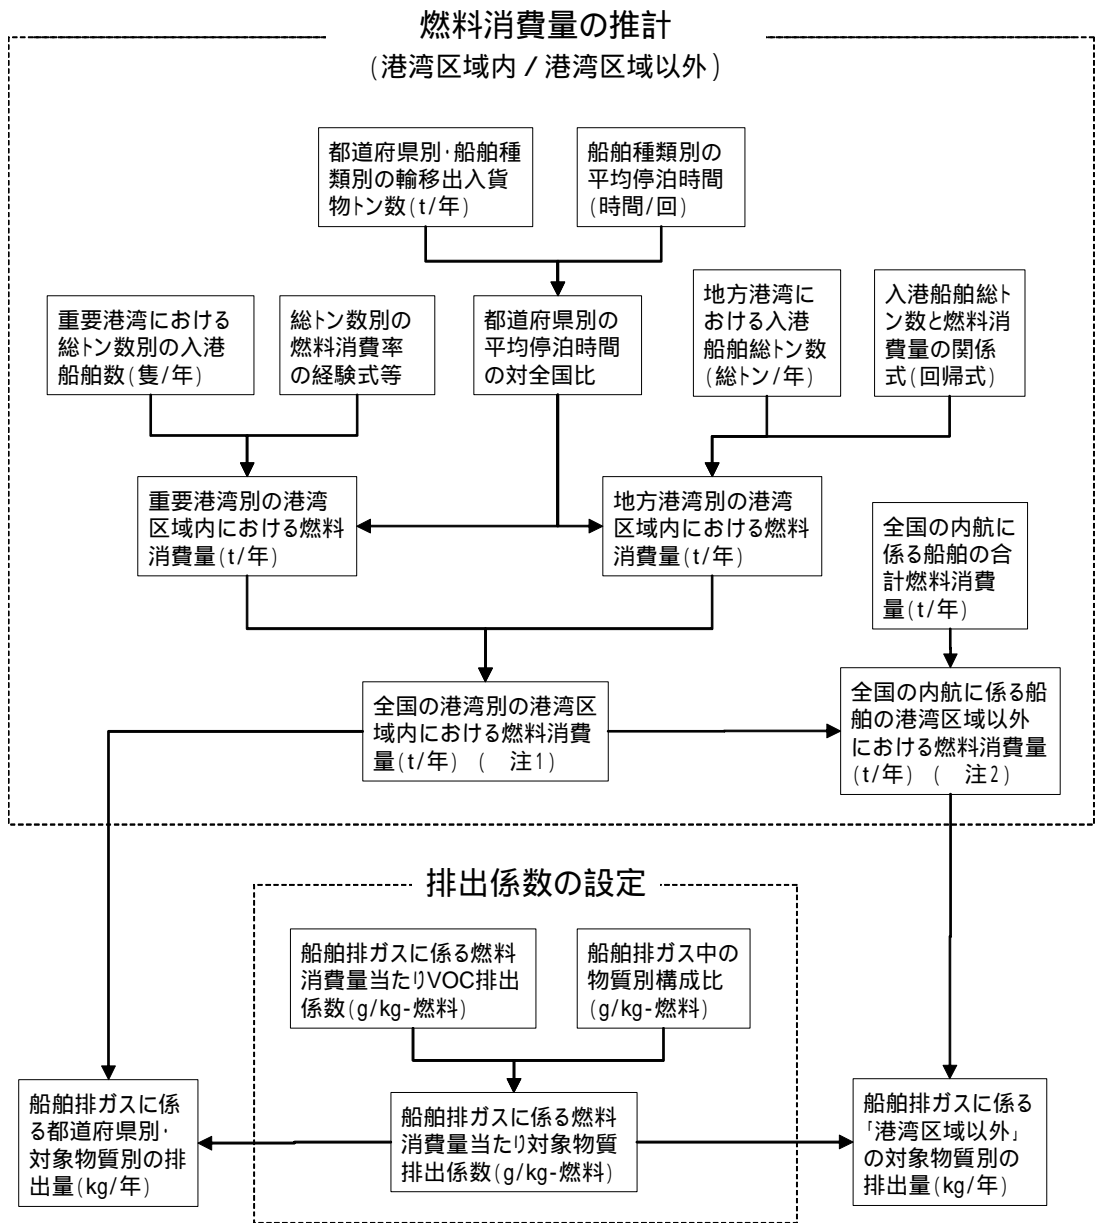 燃料消費量の推計
(港湾区域内/港湾区域以外)
都道府県別・船舶種
類別の輸移出入貨
物トン数(t/年)
船舶種類別の
平均停泊時間
(時間/回)
重要港湾における
総トン数別の入港
船舶数(隻/年)
総トン数別の
燃料消費率
の経験式等
都道府県別の
平均停泊時間
の対全国比
地方港湾に
おける入港
船舶総トン数
(総トン/年)
入港船舶総ト
ン数と燃料消
費量の関係
式(回帰式)
重要港湾別の港湾
区域内における燃料
消費量(t/年)
地方港湾別の港湾
区域内における燃料
消費量(t/年)
全国の内航に
係る船舶の合
計燃料消費
量(t/年)
全国の港湾別の港湾区
域内における燃料消費
量(t/年) ( 注1)
全国の内航に係る船
舶の港湾区域以外
における燃料消費量
(t/年) ( 注2)
排出係数の設定
船舶排ガスに係る燃料
消費量当たりVOC排出
係数(g/kg-燃料)
船舶排ガス中の
物質別構成比
(g/kg-燃料)
船舶排ガスに係
る都道府県別・
対象物質別の排
出量(kg/年)
船舶排ガスに係る燃料
消費量当たり対象物質
排出係数(g/kg-燃料)
船舶排ガスに係る
「港湾区域以外」
の対象物質別の
排出量(kg/年)